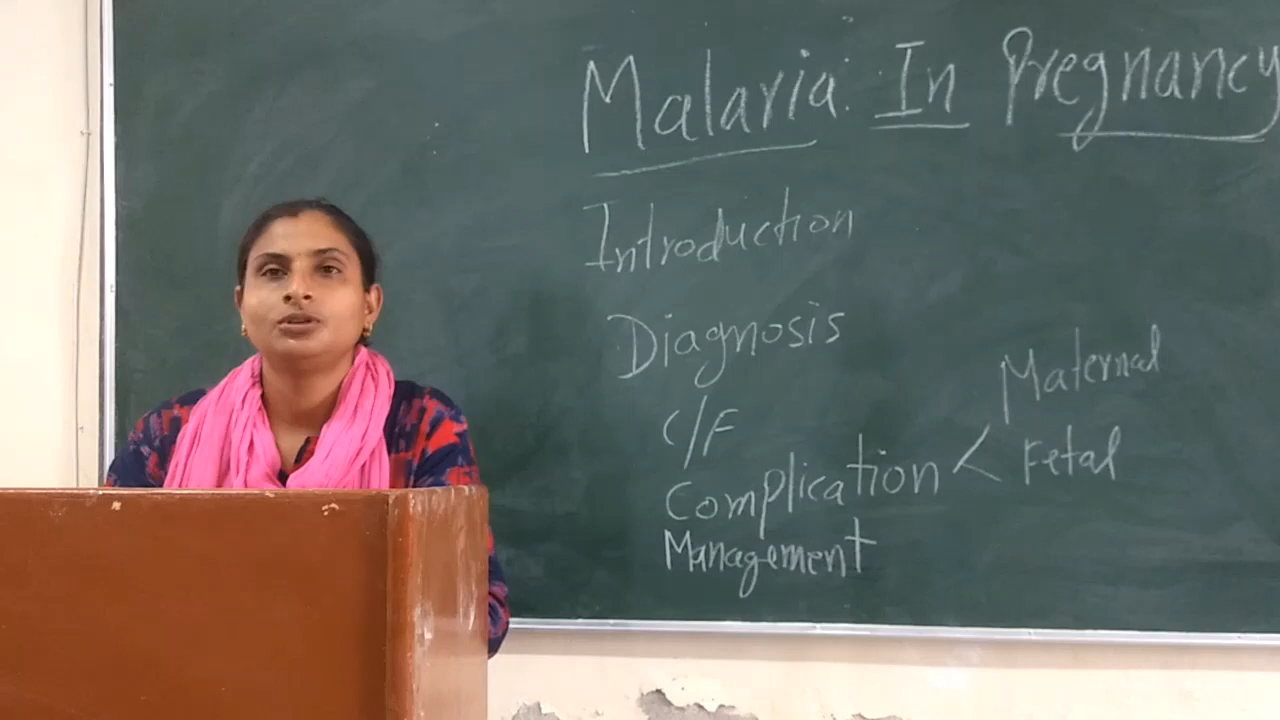 Malaria In Pregnancy
Introduction
Diagnosis
C/F
Complication < Maternal
Fetal
Management